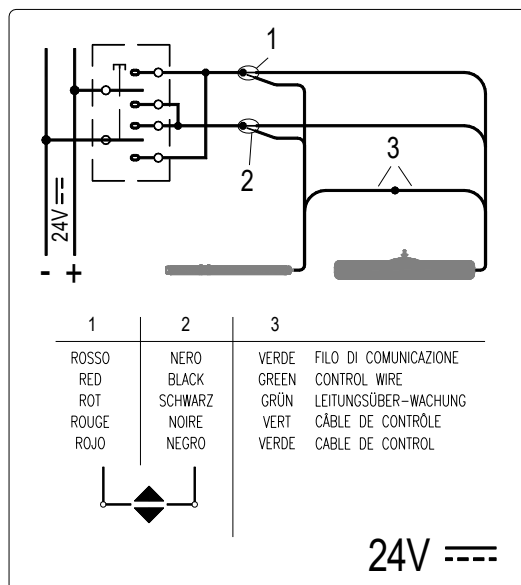 1
2
3
24V
- +
1 2 3
ROSSO NERO VERDE FILO DI COMUNICAZIONE
RED BLACK GREEN CONTROL WIRE
ROT SCHWARZ GRÜN LEITUNGSÜBER-WACHUNG
ROUGE NOIRE VERT CÂBLE DE CONTRÔLE
ROJO NEGRO VERDE CABLE DE CONTROL
24V